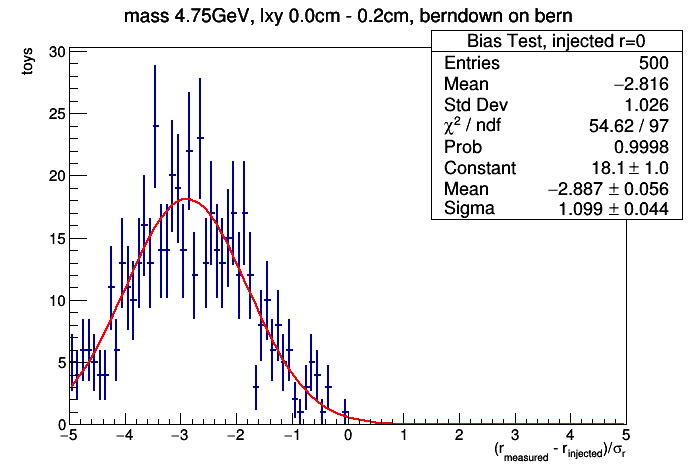 mass 4.75GeV, lxy 0.0cm - 0.2cm, berndown on bern
Bias Test, injected r=0
Entries 500
Mean −2.816
Std Dev 1.026
χ² / ndf 54.62 / 97
Prob 0.9998
Constant 18.1 ± 1.0
Mean −2.887 ± 0.056
Sigma 1.099 ± 0.044
toys
30
25
20
15
10
5
0
−5 −4 −3 −2 −1 0 1 2 3 4 5
(r_measured - r_injected)/σ_r